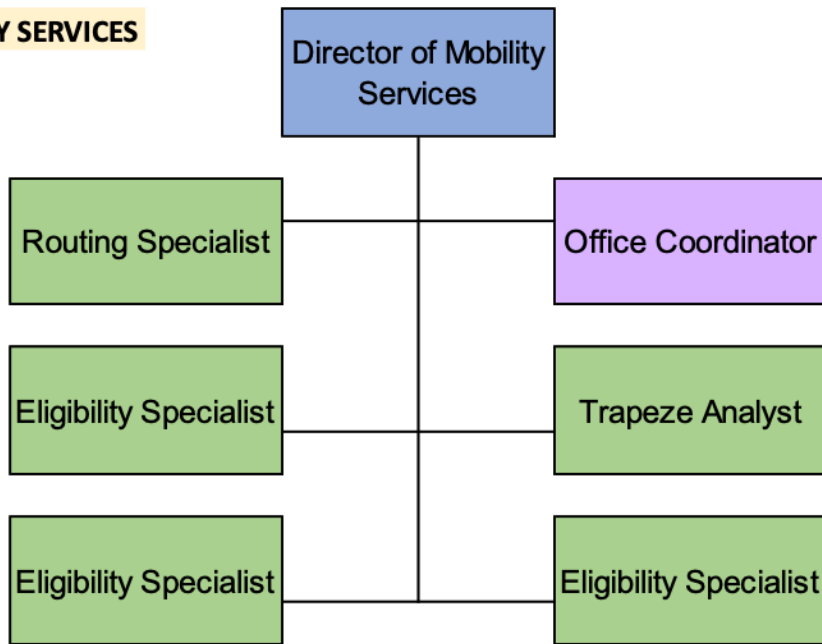 Y SERVICES
Director of Mobility
Services
Routing Specialist
Office Coordinator
Eligibility Specialist
Trapeze Analyst
Eligibility Specialist
Eligibility Specialist